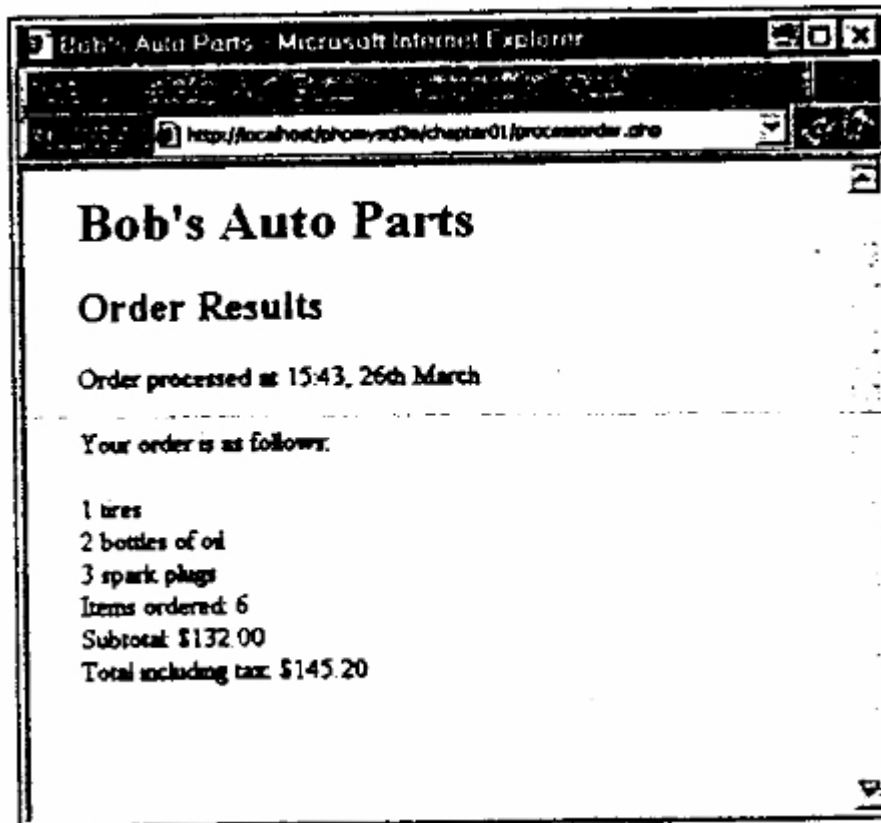 Bob's Auto Parts - Microsoft Internet Explorer
http://localhost/phpmysql3e/chapter01/processorder.php
Bob's Auto Parts
Order Results
Order processed at 15:43, 26th March
Your order is as follows:
1 tires
2 bottles of oil
3 spark plugs
Items ordered: 6
Subtotal: $132.00
Total including tax: $145.20